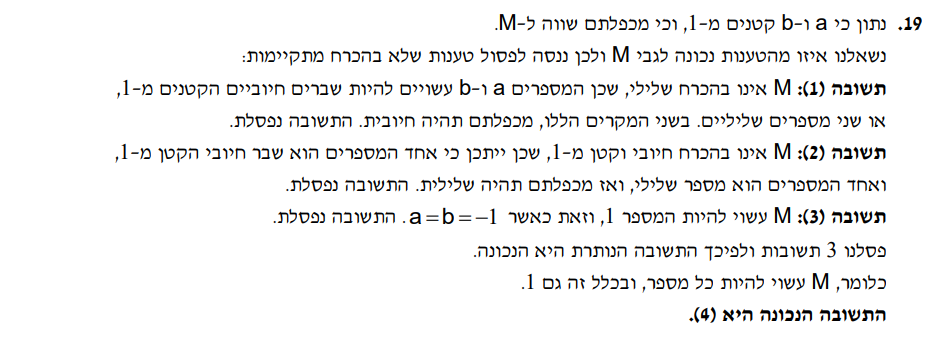 19. נתון כי a ו-b קטנים מ-1, וכי מכפלתם שווה ל-M.
נשאלנו איזו מהטענות נכונה לגבי M ולכן ננסה לפסול טענות שלא בהכרח מתקיימות:
תשובה (1): M אינו בהכרח שלילי, שכן המספרים a ו-b עשויים להיות שברים חיוביים הקטנים מ-1,
או שני מספרים שליליים. בשני המקרים הללו, מכפלתם תהיה חיובית. התשובה נפסלת.
תשובה (2): M אינו בהכרח חיובי וקטן מ-1, שכן ייתכן כי אחד המספרים הוא שבר חיובי הקטן מ-1,
ואחד המספרים הוא מספר שלילי, ואז מכפלתם תהיה שלילית. התשובה נפסלת.
תשובה (3): M עשוי להיות המספר 1, וזאת כאשר a=b=−1. התשובה נפסלת.
פסלנו 3 תשובות ולפיכך התשובה הנותרת היא הנכונה.
כלומר, M עשוי להיות כל מספר, ובכלל זה גם 1.
התשובה הנכונה היא (4).